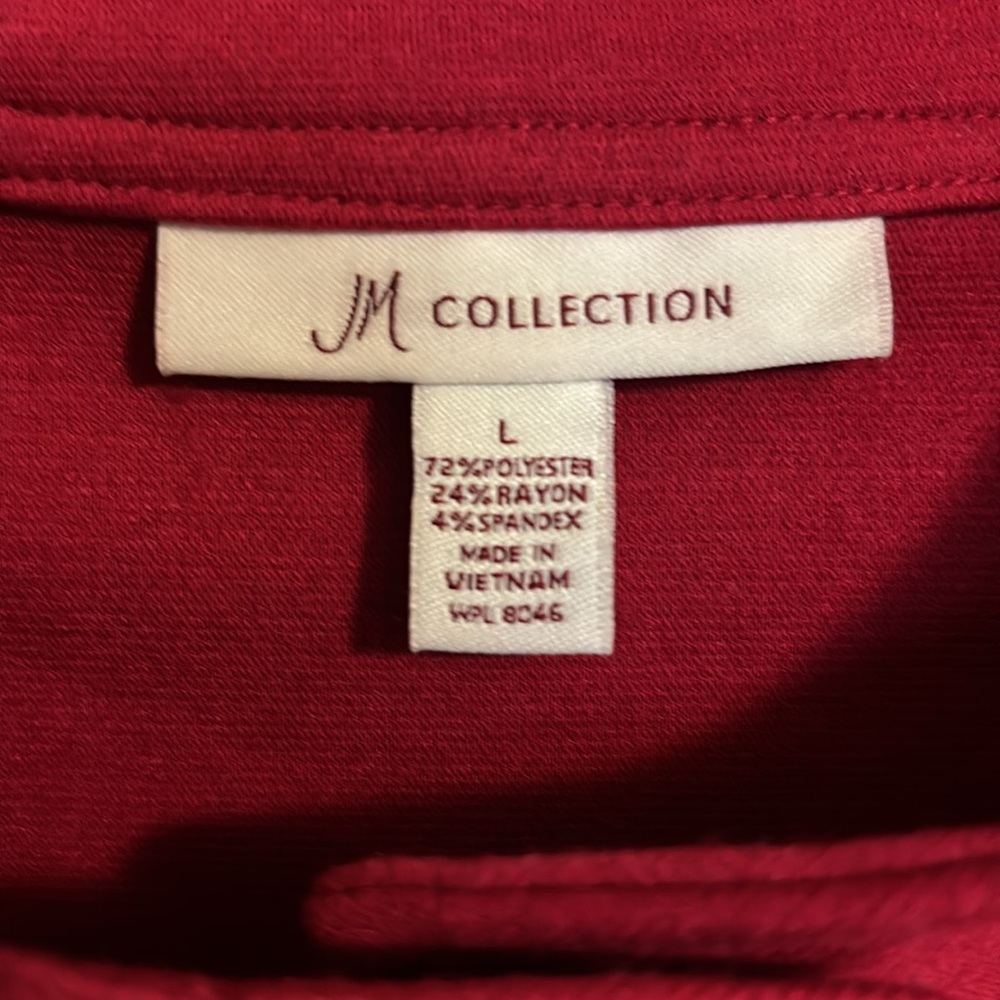 JM COLLECTION
L
72%POLYESTER
24%RAYON
4%SPANDEX
MADE IN
VIETNAM
WPL 8046